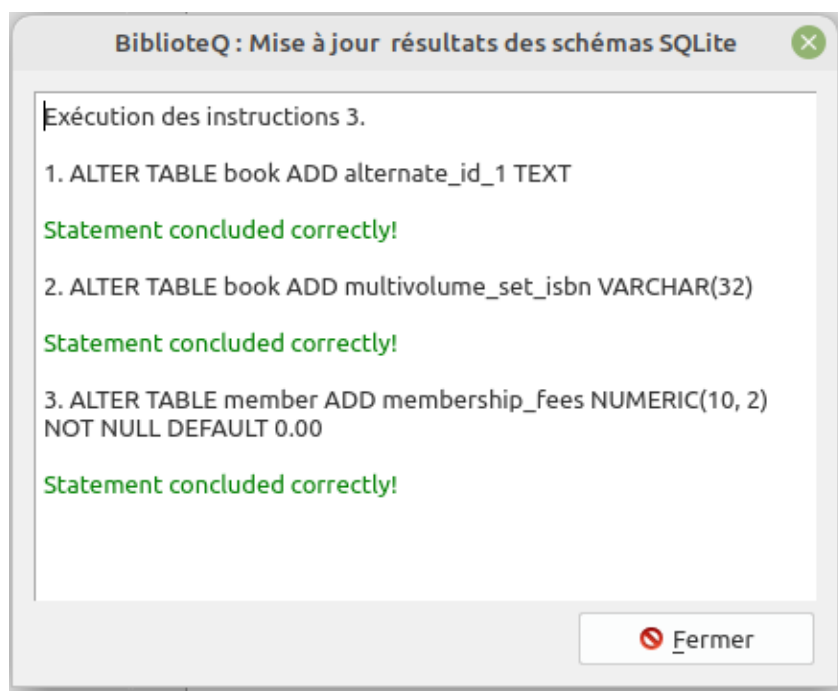 BiblioteQ : Mise à jour résultats des schémas SQLite
Exécution des instructions 3.
1. ALTER TABLE book ADD alternate_id_1 TEXT
Statement concluded correctly!
2. ALTER TABLE book ADD multivolume_set_isbn VARCHAR(32)
Statement concluded correctly!
3. ALTER TABLE member ADD membership_fees NUMERIC(10, 2)
NOT NULL DEFAULT 0.00
Statement concluded correctly!
Fermer